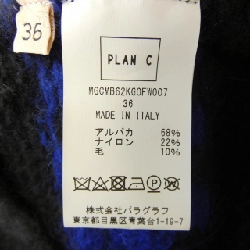 36
PLAN C
MGCVB62KG0FW007
36
MADE IN ITALY
アルパカ 68%
ナイロン 22%
毛 10%
株式会社パラグラフ
東京都目黒区青葉台1-19-7